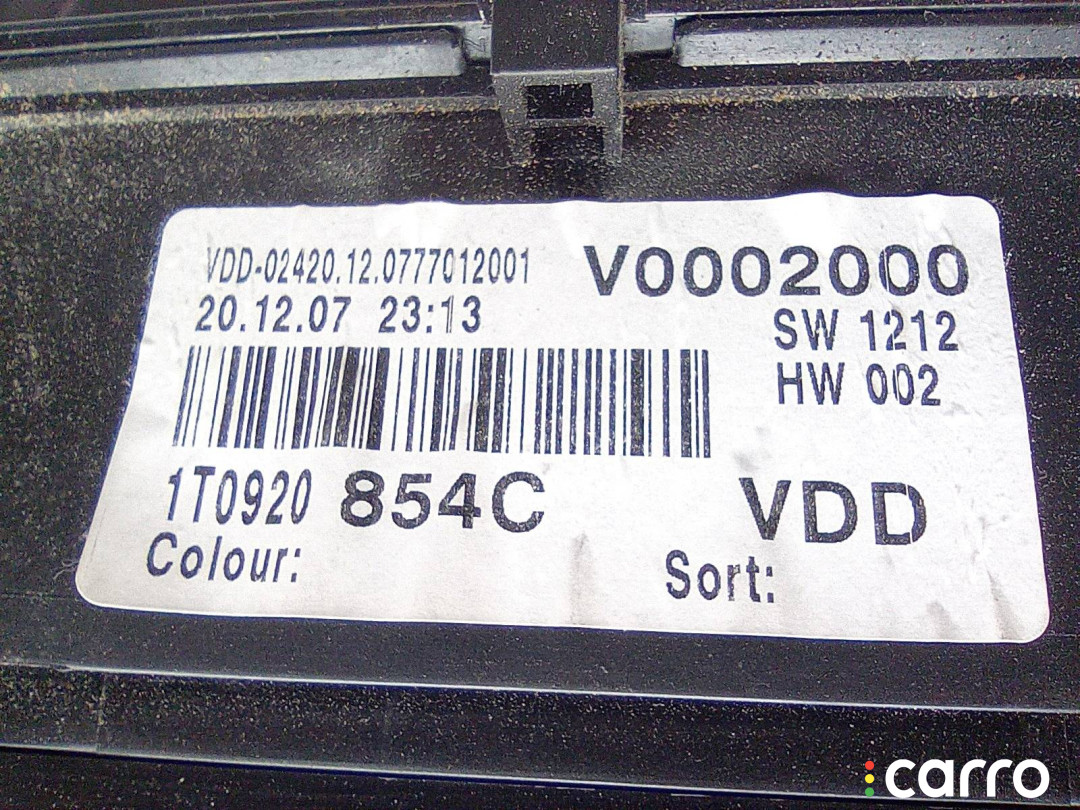 VDD-02420.12.0777012001
V0002000
20.12.07 23:13
SW 1212
HW 002
1T0920 854C
VDD
Colour:
Sort:
carro